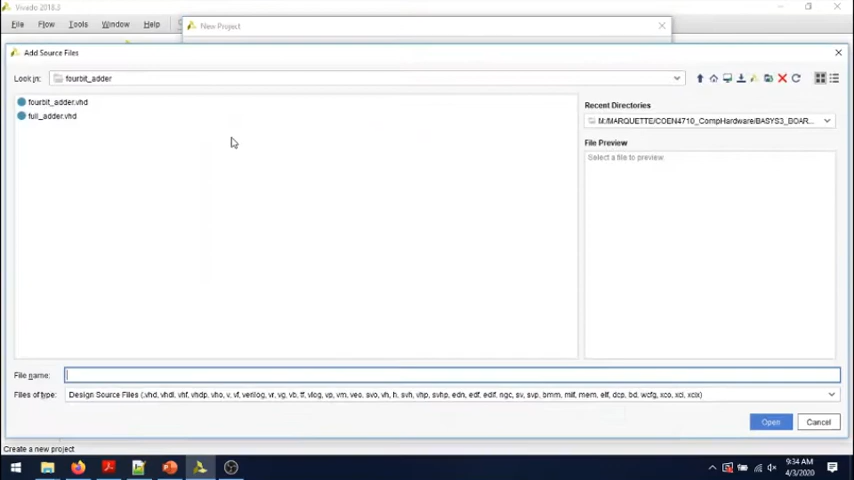 Vivado 2018.3
File Flow Tools Window Help
New Project
Add Source Files
Look in: fourbit_adder
fourbit_adder.vhd
full_adder.vhd
Recent Directories
M:/MARQUETTE/COEN4710_CompHardware/BASYS3_BOAR...
File Preview
Select a file to preview
File name:
Files of type: Design Source Files (.vhd, vhdl, vhf, vhdp, vho, v, vf, verilog, vr, vg, vb, tf, vlog, vp, vm, veo, svo, vh, h, svh, vhp, svhp, edn, edf, edif, ngc, sv, svp, bmm, mif, mem, elf, dcp, bd, wcfg, xco, xci, xcix)
Open Cancel
Create a new project
9:34 AM
4/3/2020